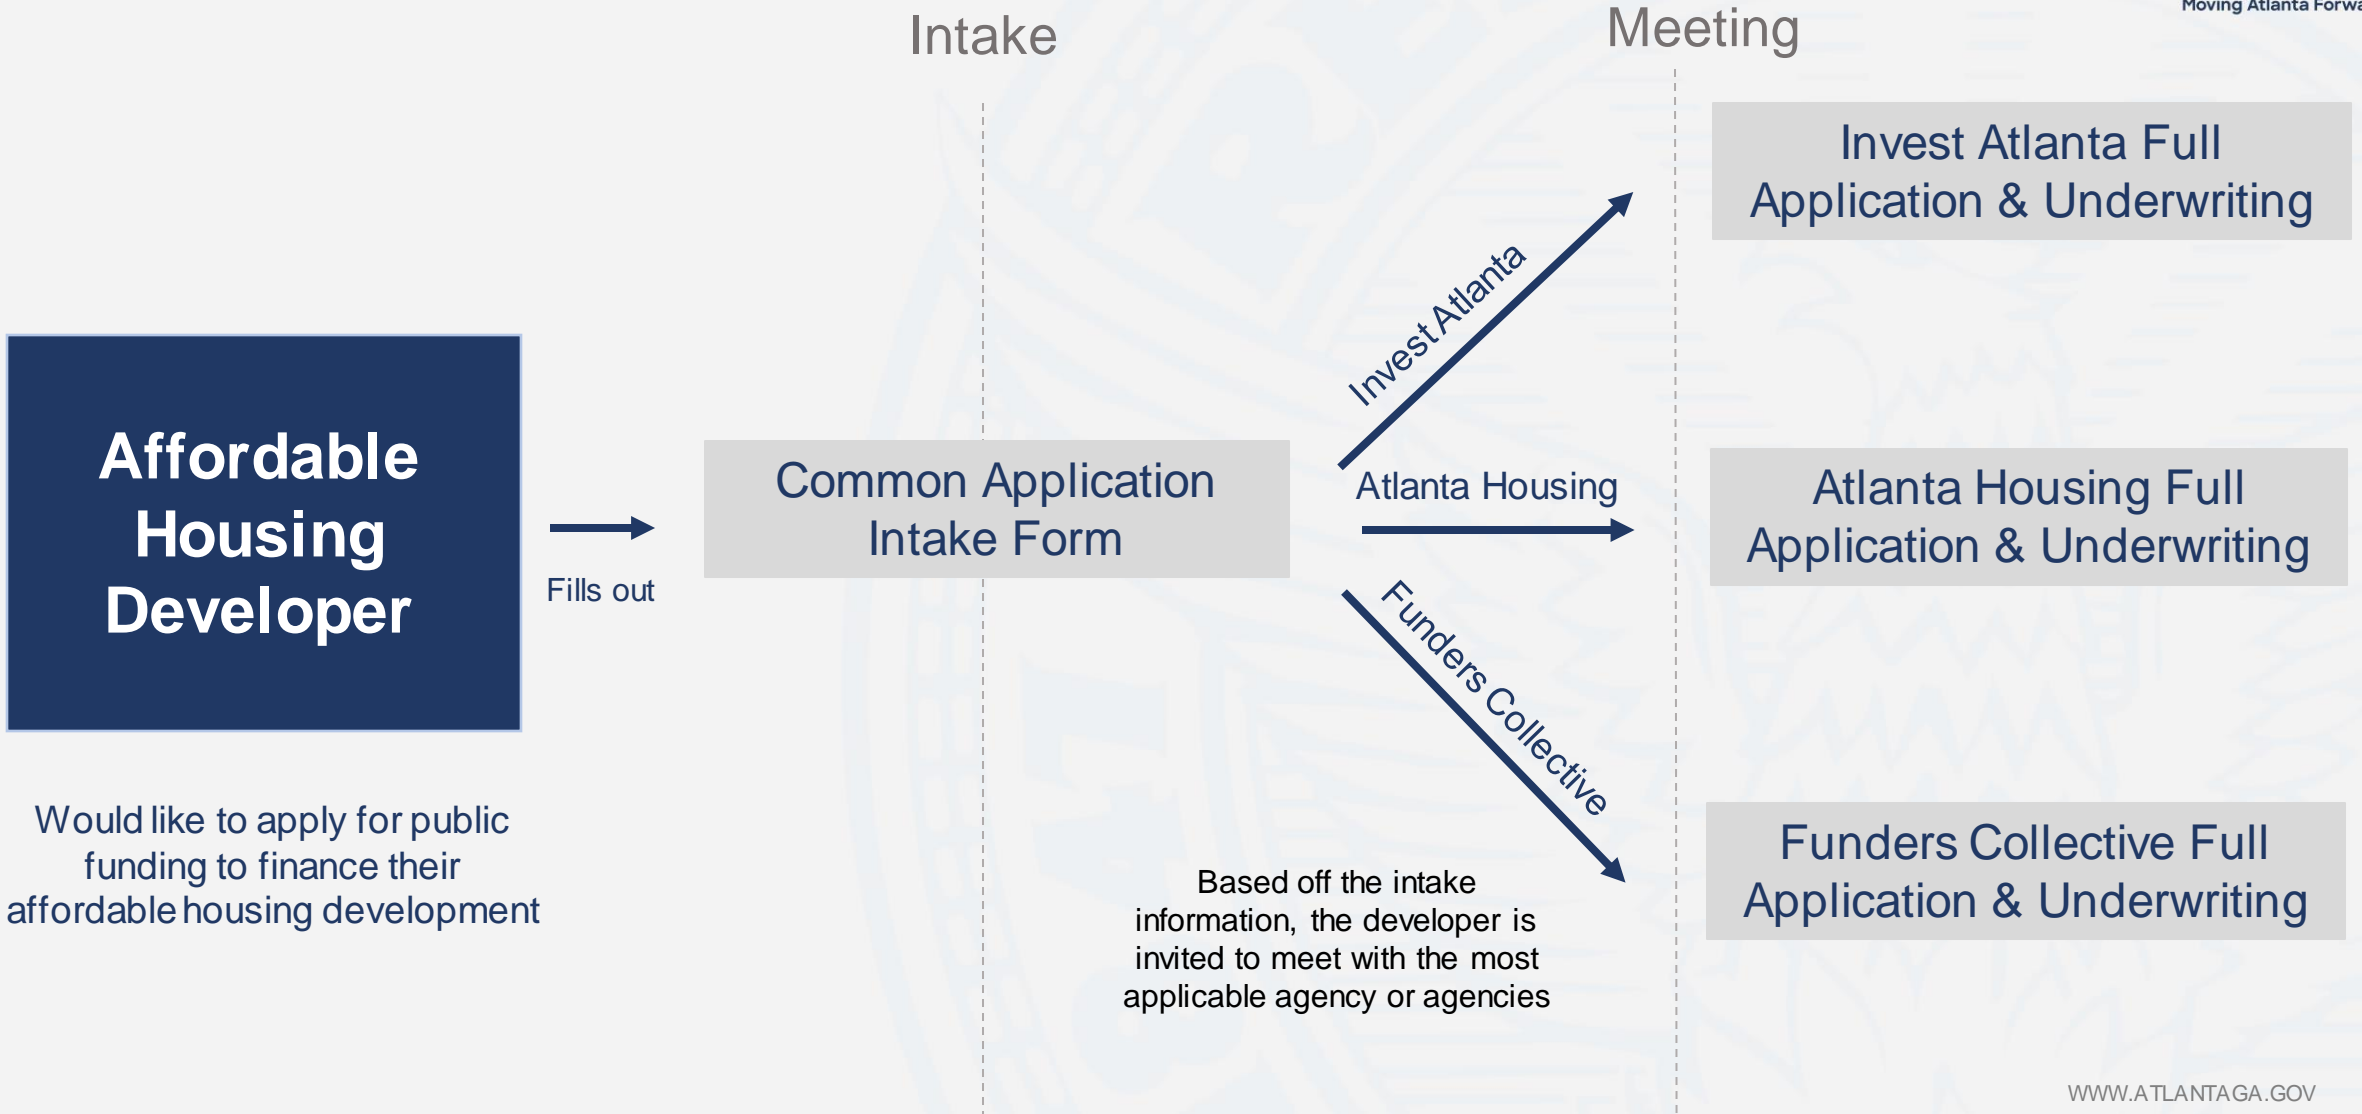 Moving Atlanta
Intake
Meeting
Invest Atlanta Full
Application & Underwriting
Invest Atlanta
Affordable
Housing
Developer
Fills out
Common Application
Intake Form
Atlanta Housing
Atlanta Housing Full
Application & Underwriting
Funders Collective
Would like to apply for public
funding to finance their
affordable housing development
Funders Collective Full
Application & Underwriting
Based off the intake
information, the developer is
invited to meet with the most
applicable agency or agencies
WWW.ATLANTAGA.GOV